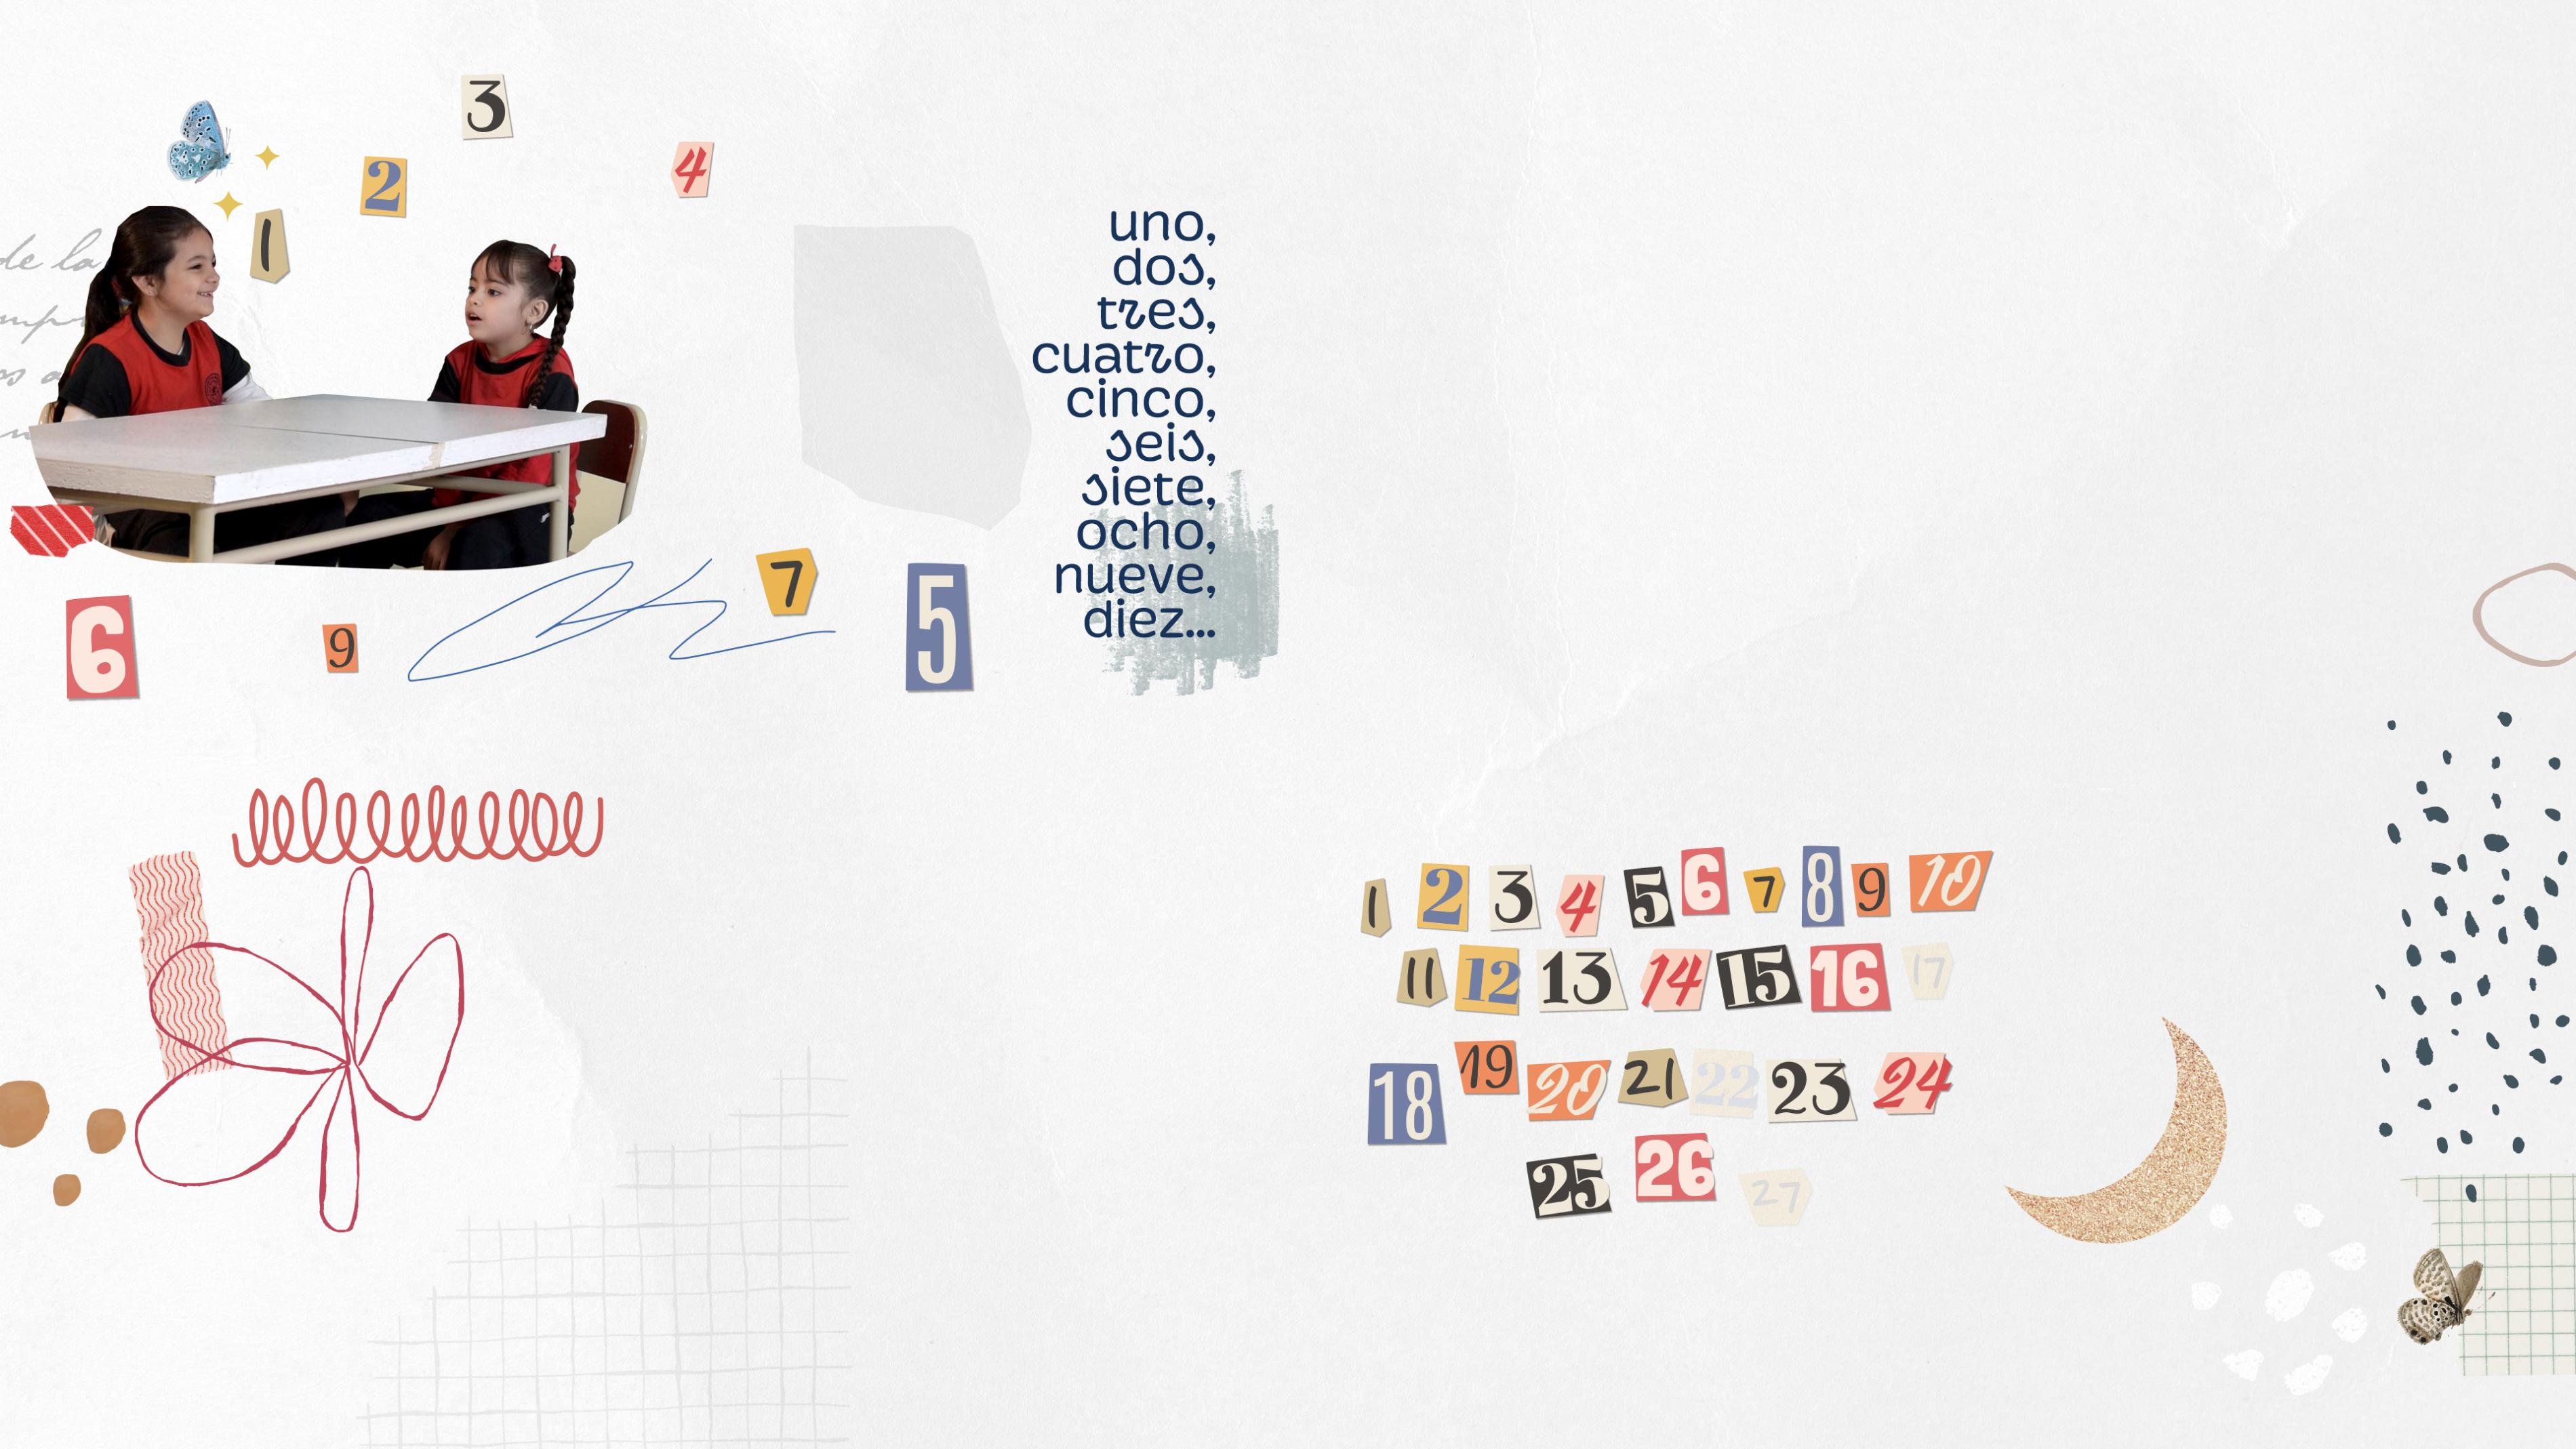 3
2
4
1
de la
uno,
dos,
tres,
cuatro,
cinco,
seis,
siete,
ocho,
nueve,
diez...
7
5
6
9
1 2 3 4 5 6 7 8 9 10
11 12 13 14 15 16 17
18 19 20 21 22 23 24
25 26 27